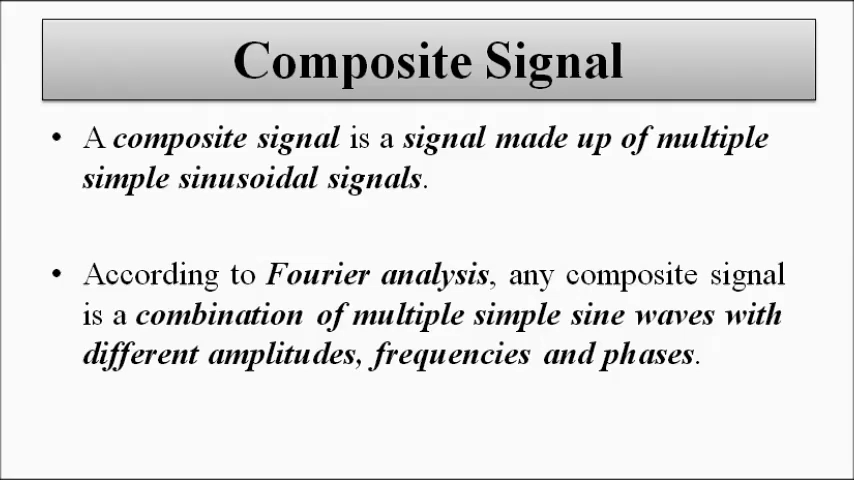 Composite Signal
• A composite signal is a signal made up of multiple
simple sinusoidal signals.
• According to Fourier analysis, any composite signal
is a combination of multiple simple sine waves with
different amplitudes, frequencies and phases.